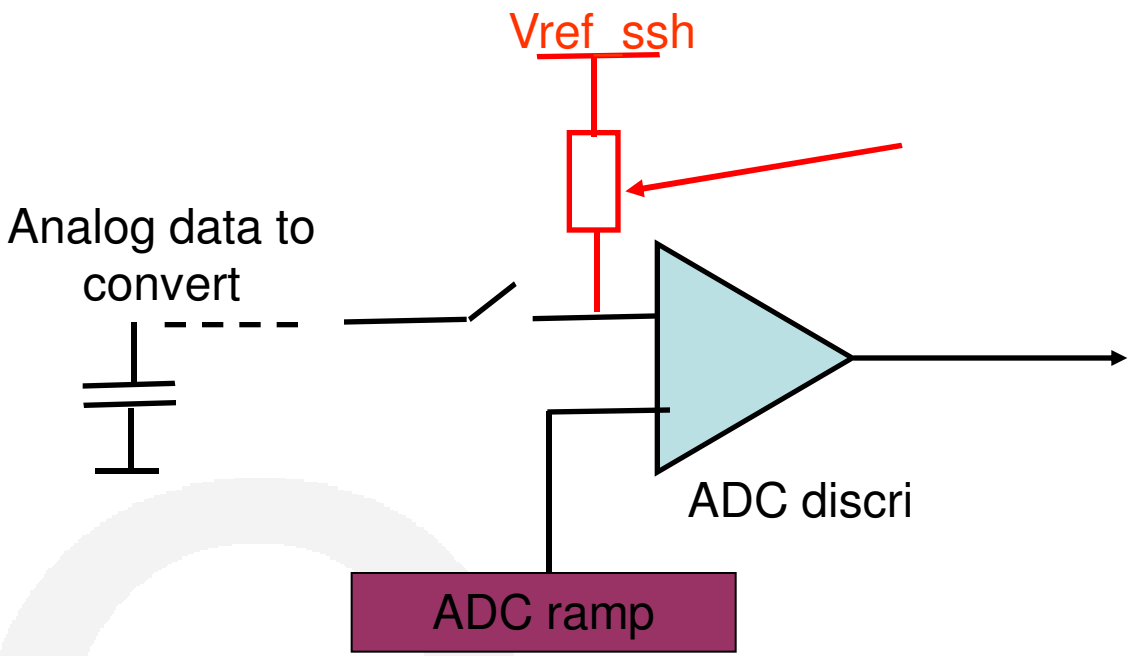 Vref_ssh
Analog data to
convert
ADC discri
ADC ramp